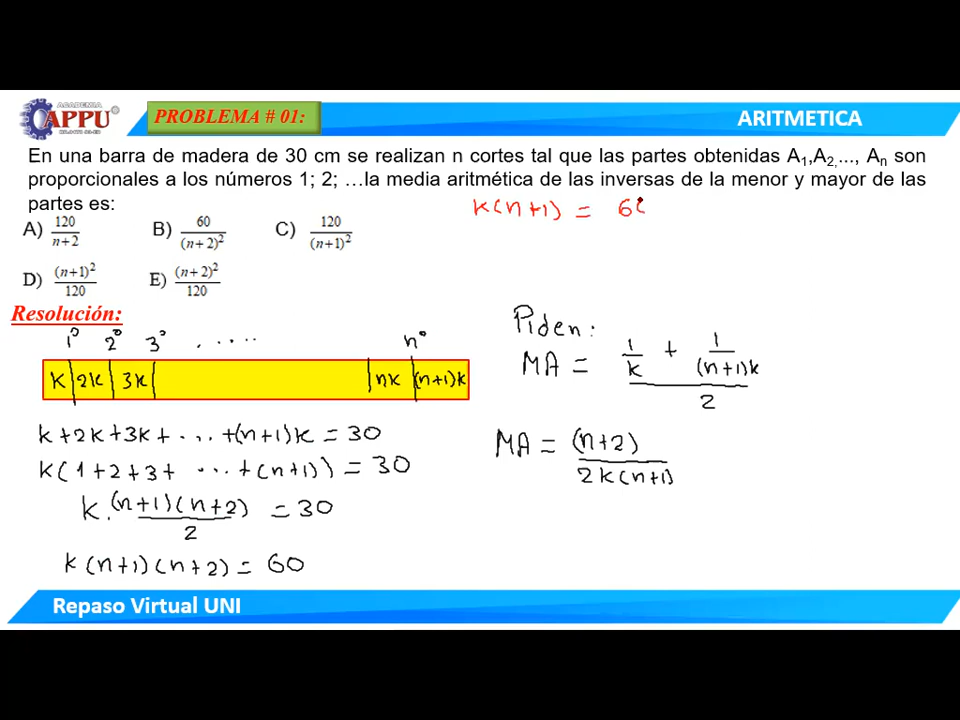 ACADEMIA
APPU
PROBLEMA # 01:
ARITMETICA
En una barra de madera de 30 cm se realizan n cortes tal que las partes obtenidas A₁,A₂,..., Aₙ son
proporcionales a los números 1; 2; …la media aritmética de las inversas de la menor y mayor de las
partes es:
k(n+1) = 6
A) 120/(n+2) B) 60/(n+2)² C) 120/(n+1)²
D) (n+1)²/120 E) (n+2)²/120
Resolución:
1° 2° 3° ..... n°
k 2k 3k nk (n+1)k
k+2k+3k+ ... +(n+1)k = 30
k(1+2+3+ ... +(n+1)) = 30
k.(n+1)(n+2)/2 = 30
k(n+1)(n+2) = 60
Piden:
MA = (1/k + 1/(n+1)k)/2
MA = (n+2)/2k(n+1)
Repaso Virtual UNI